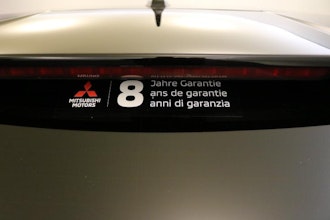 MITSUBISHI
MOTORS
8
Jahre Garantie
ans de garantie
anni di garanzia